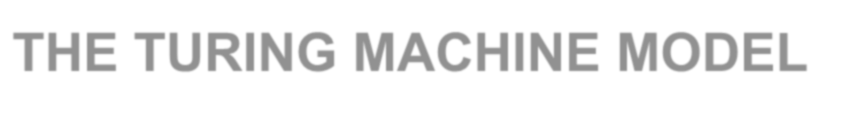 THE TURING MACHINE MODEL